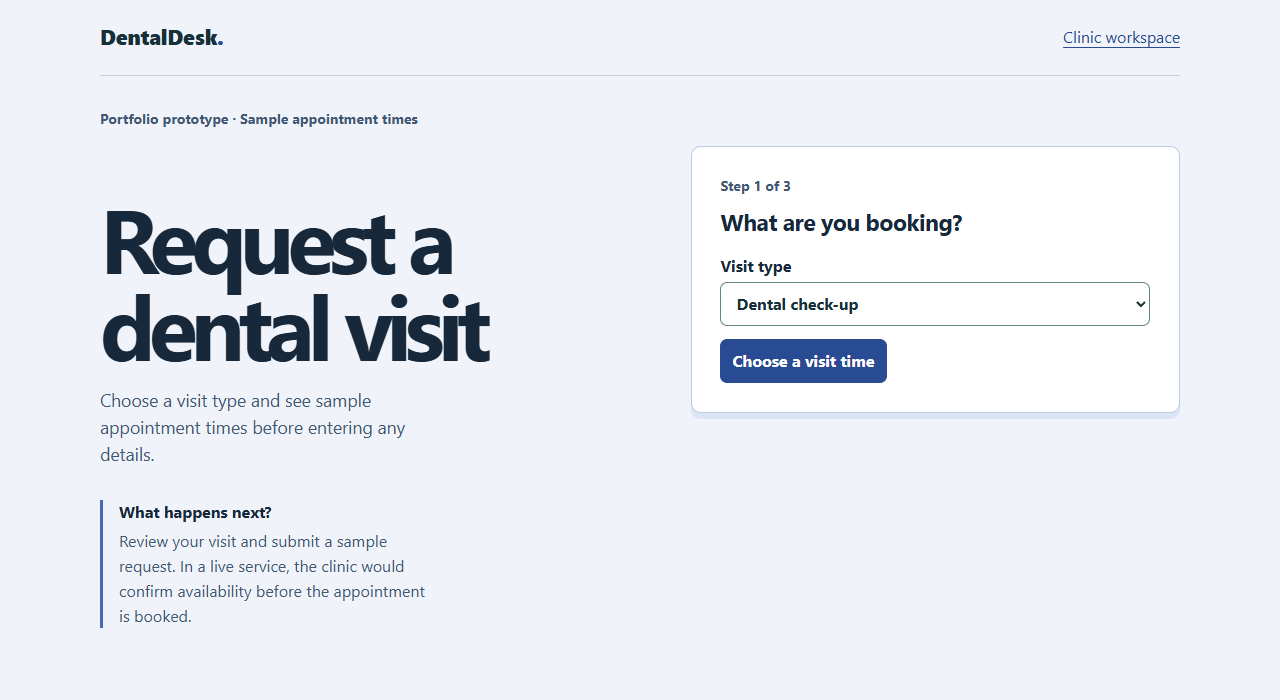 DentalDesk.
Clinic workspace
Portfolio prototype · Sample appointment times
Request a
dental visit
Choose a visit type and see sample
appointment times before entering any
details.
What happens next?
Review your visit and submit a sample
request. In a live service, the clinic would
confirm availability before the appointment
is booked.
Step 1 of 3
What are you booking?
Visit type
Dental check-up
Choose a visit time